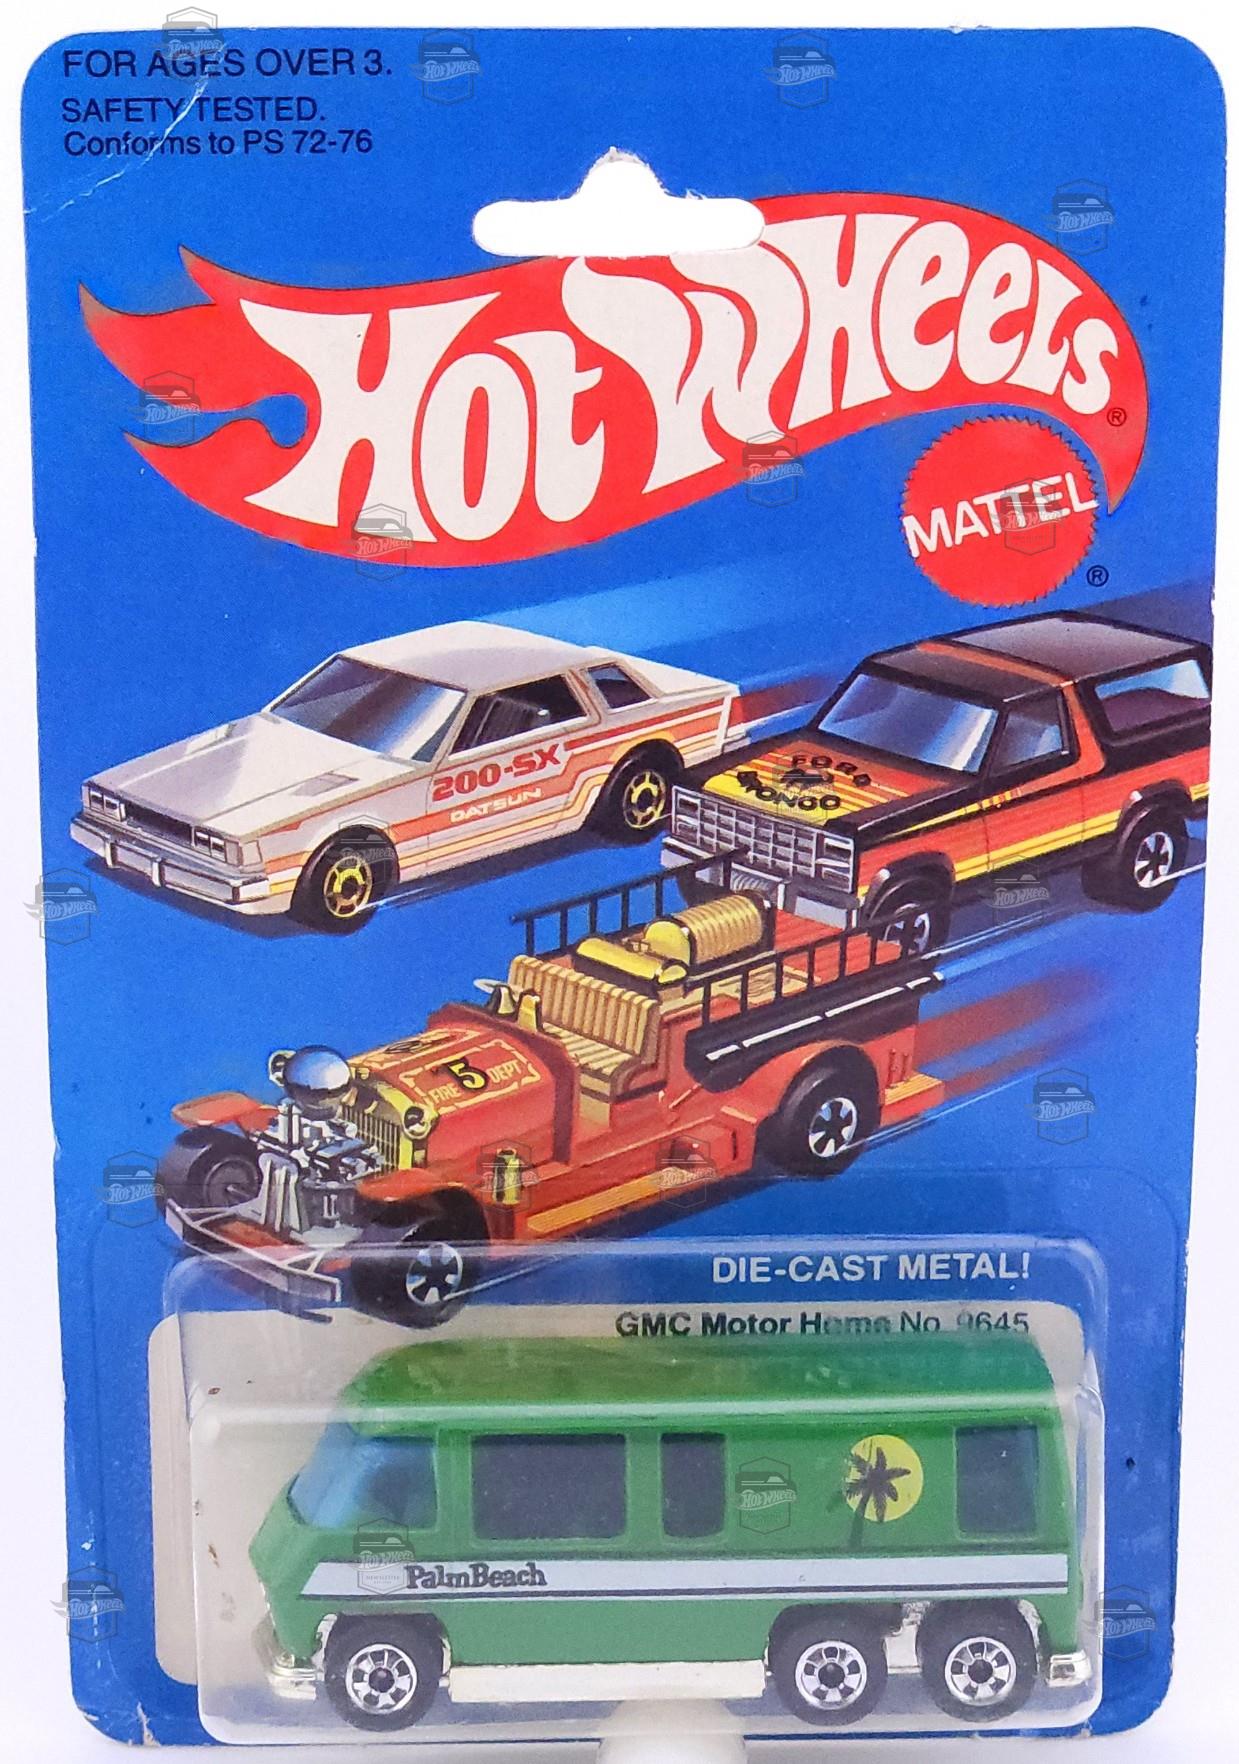 FOR AGES OVER 3.
SAFETY TESTED.
Conforms to PS 72-76
HOT WHEELS®
MATTEL
®
200-SX
DATSUN
FORD
BRONCO
FIRE 5 DEPT
DIE-CAST METAL!
GMC Motor Home No. 9645
Palm Beach